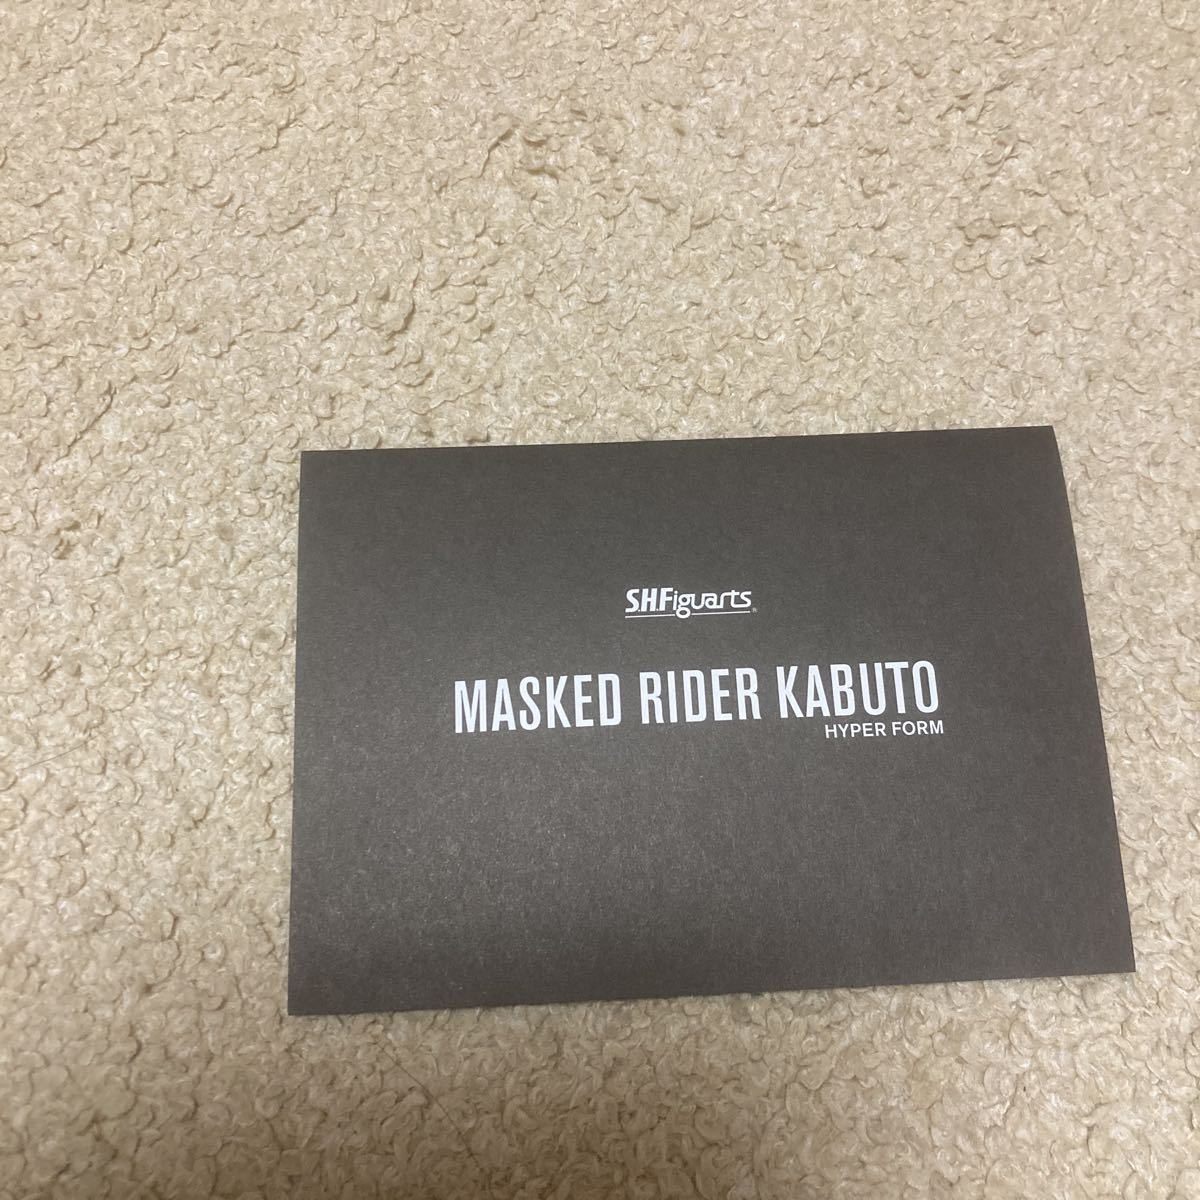 S.H.Figuarts®
MASKED RIDER KABUTO
HYPER FORM